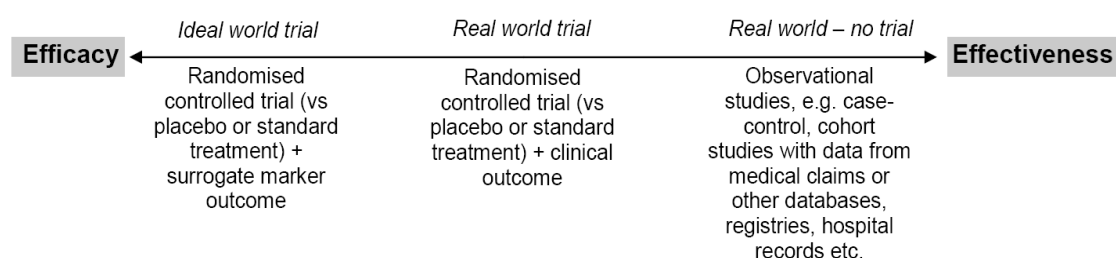 Ideal world trial
Real world trial
Real world – no trial
Efficacy
Effectiveness
Randomised
controlled trial (vs
placebo or standard
treatment) +
surrogate marker
outcome
Randomised
controlled trial (vs
placebo or standard
treatment) + clinical
outcome
Observational
studies, e.g. case-
control, cohort
studies with data from
medical claims or
other databases,
registries, hospital
records etc.